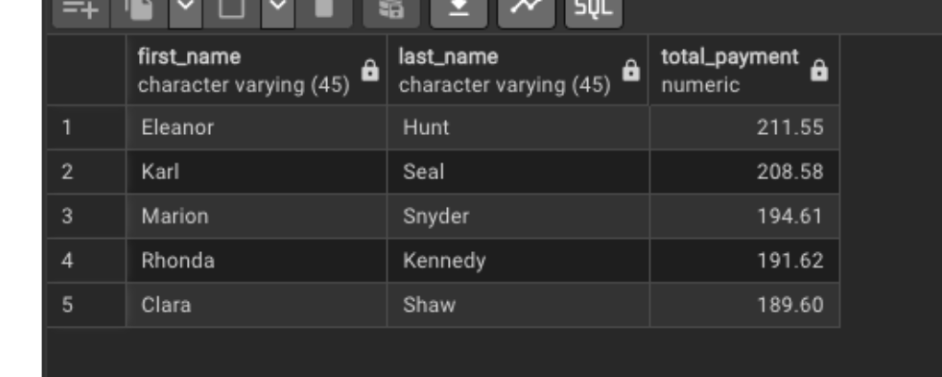 SQL
first_name last_name total_payment
character varying (45) character varying (45) numeric
1 Eleanor Hunt 211.55
2 Karl Seal 208.58
3 Marion Snyder 194.61
4 Rhonda Kennedy 191.62
5 Clara Shaw 189.60